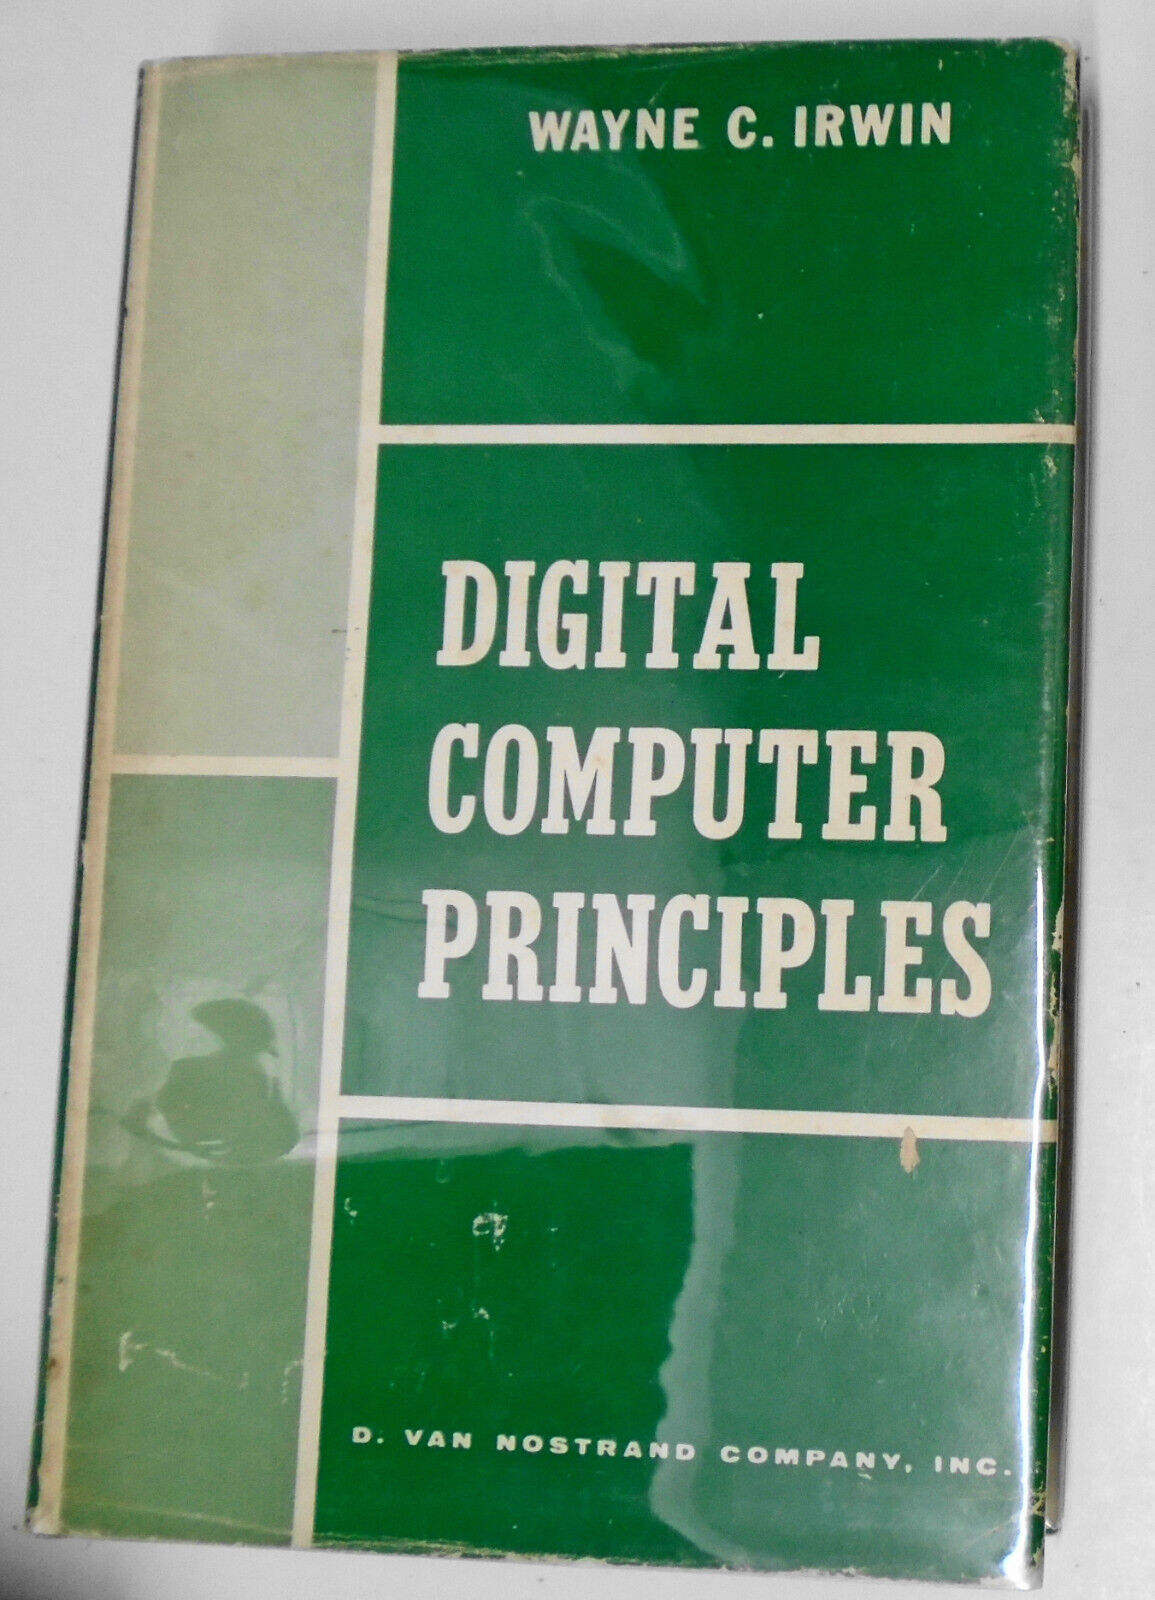 WAYNE C. IRWIN
DIGITAL
COMPUTER
PRINCIPLES
D. VAN NOSTRAND COMPANY, INC.